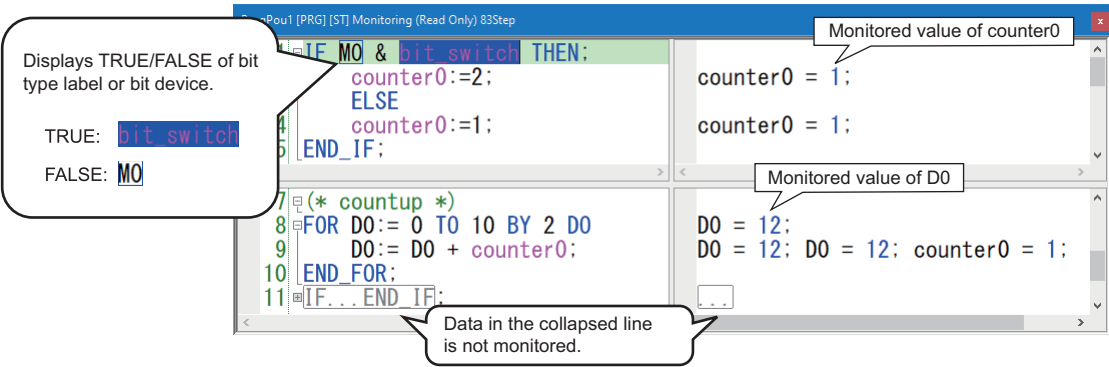 [PRG] [ST] Monitoring (Read Only) 83Step
x
Displays TRUE/FALSE of bit
type label or bit device.
TRUE: bit_switch
FALSE: M0
IF M0 & bit_switch THEN;
counter0:=2;
ELSE
4 counter0:=1;
5 END_IF;
Monitored value of counter0
counter0 = 1;
counter0 = 1;
7 (* countup *)
8 FOR D0:= 0 TO 10 BY 2 DO
9 D0:= D0 + counter0;
10 END_FOR;
11 IF...END_IF;
Monitored value of D0
D0 = 12;
D0 = 12; D0 = 12; counter0 = 1;
...
Data in the collapsed line
is not monitored.